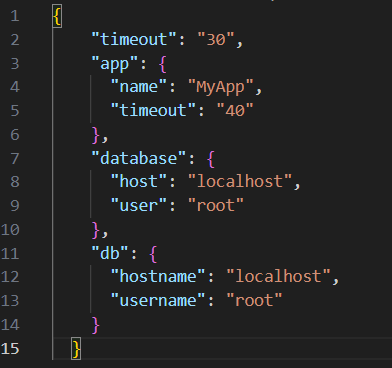 1 {
2 "timeout": "30",
3 "app": {
4 "name": "MyApp",
5 "timeout": "40"
6 },
7 "database": {
8 "host": "localhost",
9 "user": "root"
10 },
11 "db": {
12 "hostname": "localhost",
13 "username": "root"
14 }
15 }